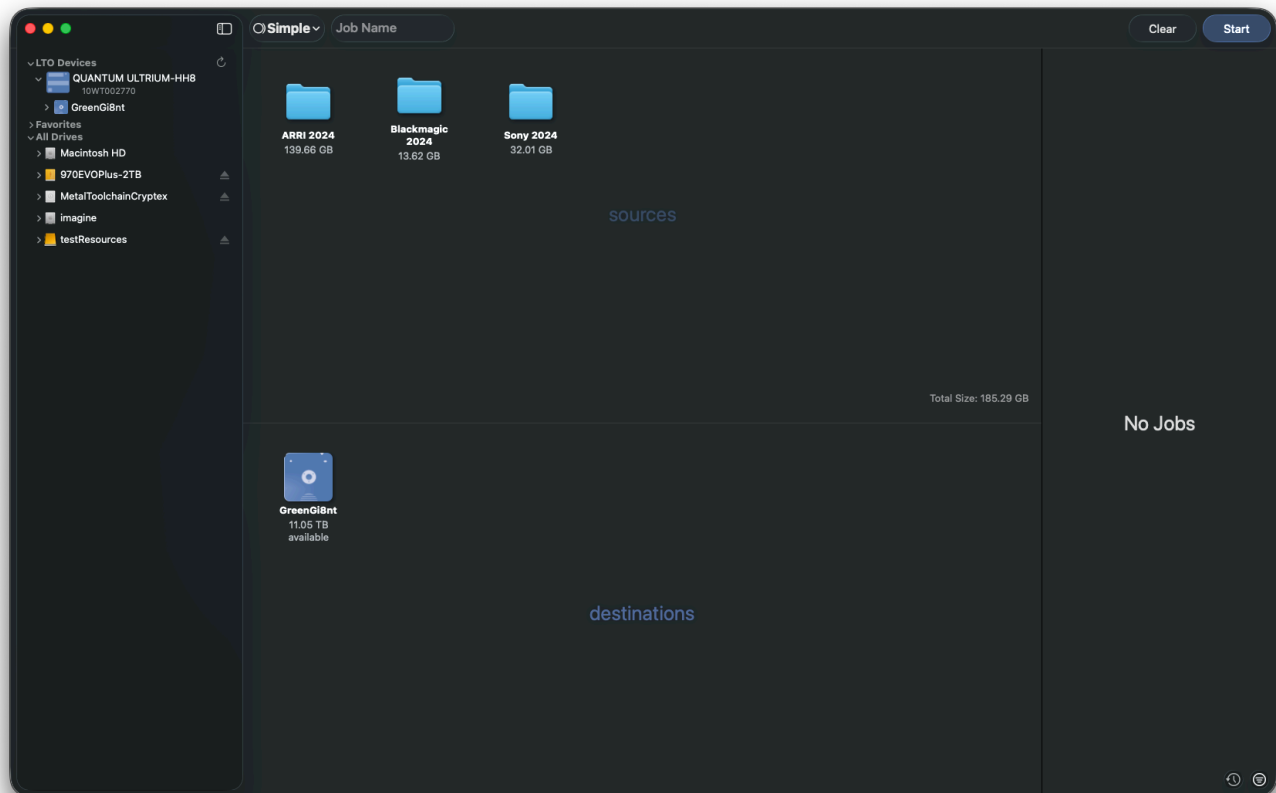 Simple
Job Name
Clear
Start
LTO Devices
QUANTUM ULTRIUM-HH8
10WT002770
GreenGi8nt
Favorites
All Drives
Macintosh HD
970EVOPlus-2TB
MetalToolchainCryptex
imagine
testResources
ARRI 2024
139.66 GB
Blackmagic
2024
13.62 GB
Sony 2024
32.01 GB
sources
Total Size: 185.29 GB
GreenGi8nt
11.05 TB
available
destinations
No Jobs